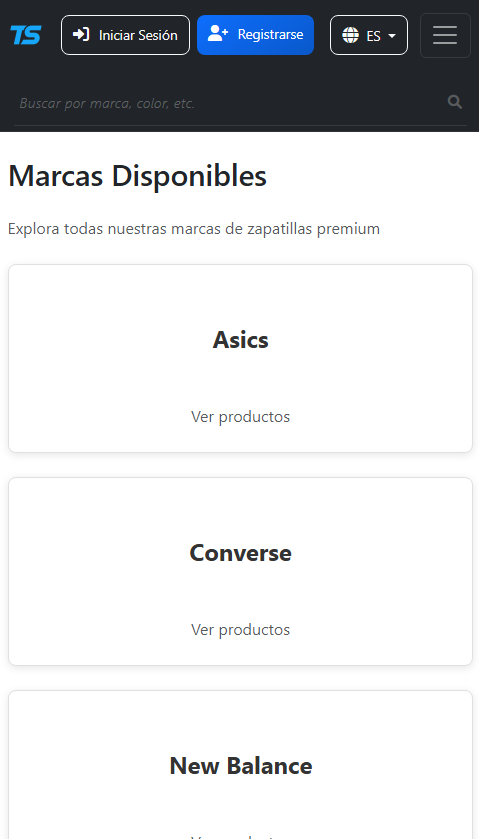 TS
Iniciar Sesión
Registrarse
ES
Buscar por marca, color, etc.
Marcas Disponibles
Explora todas nuestras marcas de zapatillas premium
Asics
Ver productos
Converse
Ver productos
New Balance